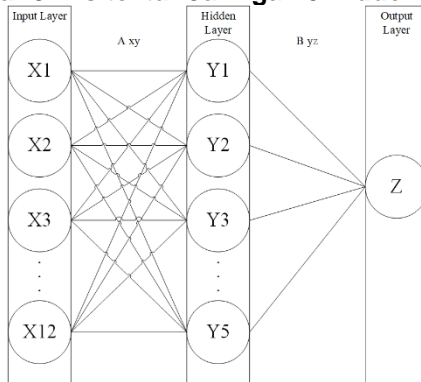 Input Layer
A xy
Hidden
Layer
B yz
Output
Layer
X1
Y1
X2
Y2
X3
Y3
Z
.
.
.
.
.
.
X12
Y5